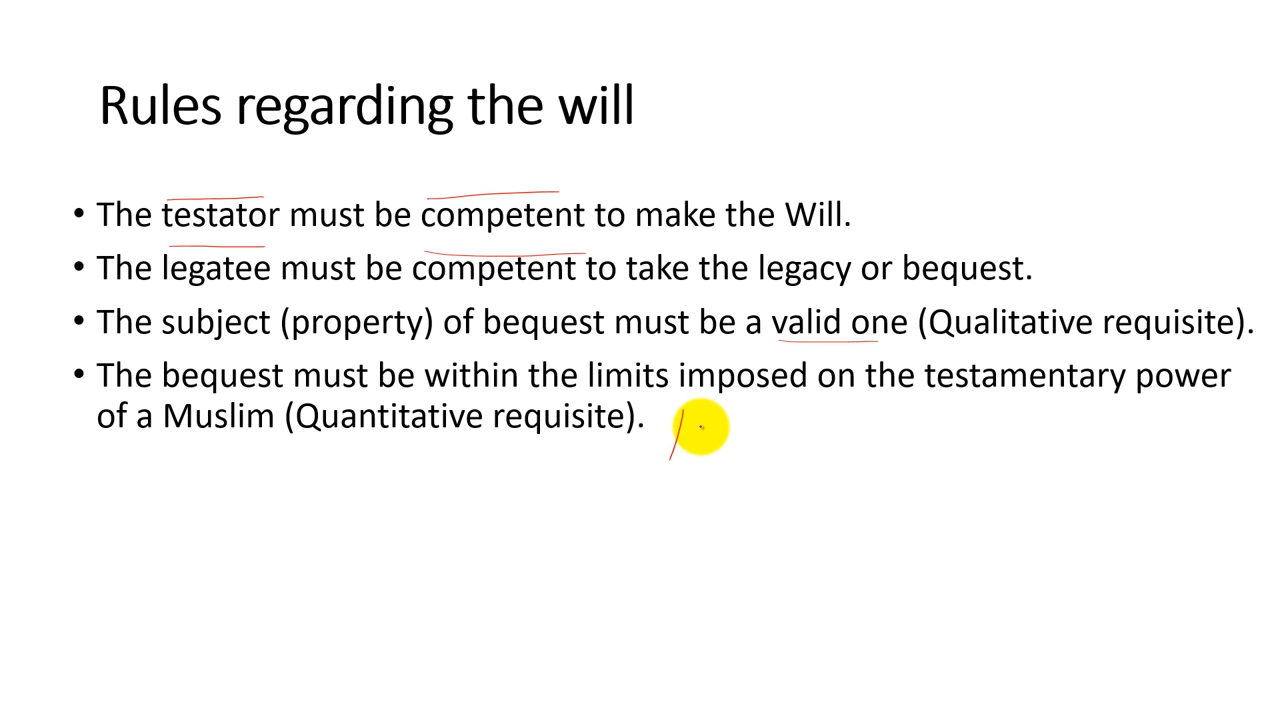 Rules regarding the will
• The testator must be competent to make the Will.
• The legatee must be competent to take the legacy or bequest.
• The subject (property) of bequest must be a valid one (Qualitative requisite).
• The bequest must be within the limits imposed on the testamentary power
of a Muslim (Quantitative requisite).